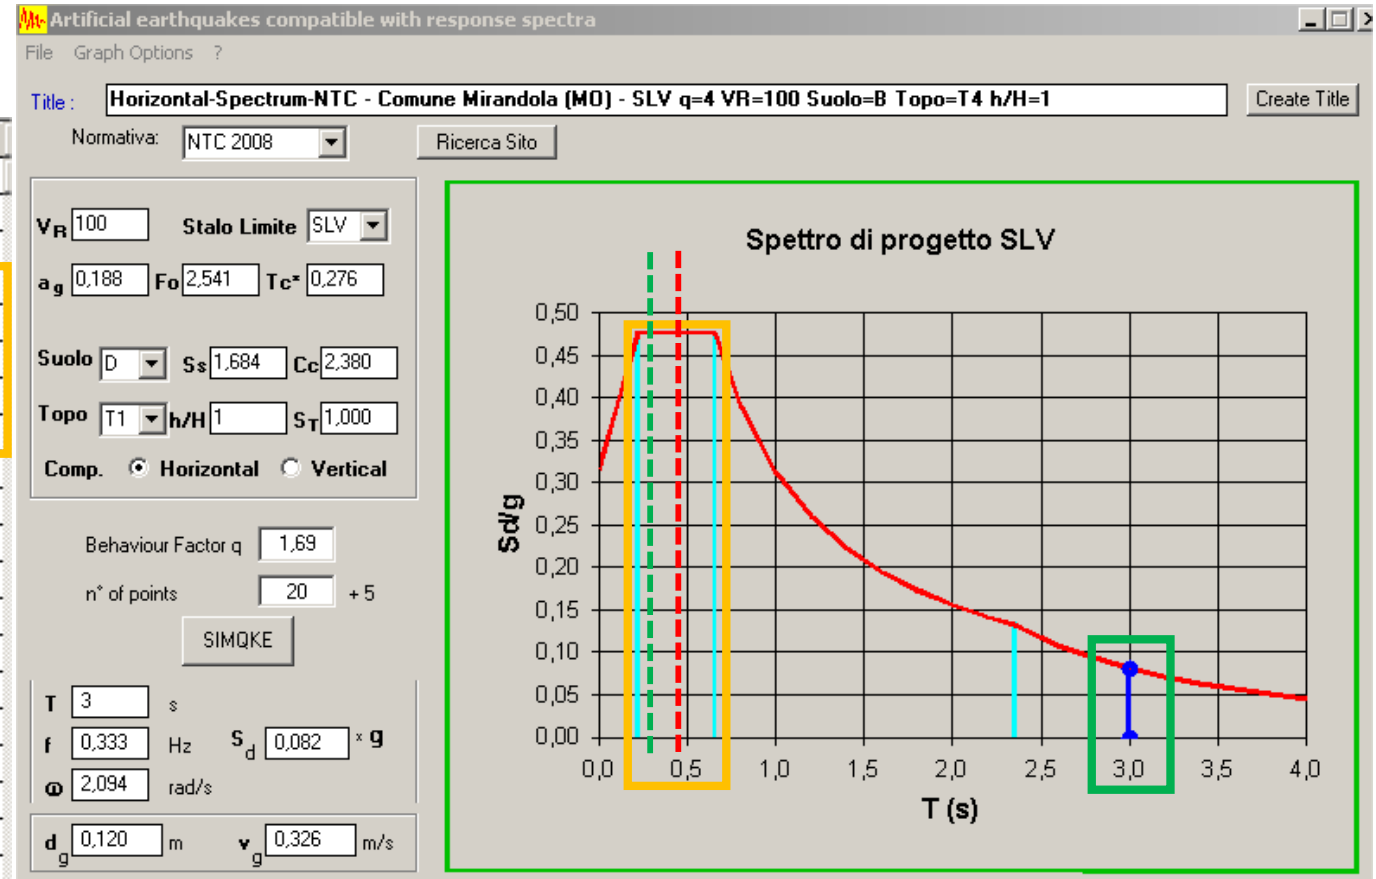 Artificial earthquakes compatible with response spectra
File Graph Options ?
Title : Horizontal-Spectrum-NTC - Comune Mirandola (MO) - SLV q=4 VR=100 Suolo=B Topo=T4 h/H=1 Create Title
Normativa: NTC 2008 Ricerca Sito
VR 100 Stalo Limite SLV
ag 0,188 Fo 2,541 Tc* 0,276
Suolo D Ss 1,684 Cc 2,380
Topo T1 h/H 1 ST 1,000
Comp. Horizontal Vertical
Behaviour Factor q 1,69
n° of points 20 + 5
SIMQKE
T 3 s
f 0,333 Hz Sd 0,082 × g
ω 2,094 rad/s
dg 0,120 m vg 0,326 m/s
Spettro di progetto SLV
Sd/g
0,50
0,45
0,40
0,35
0,30
0,25
0,20
0,15
0,10
0,05
0,00
0,0 0,5 1,0 1,5 2,0 2,5 3,0 3,5 4,0
T (s)